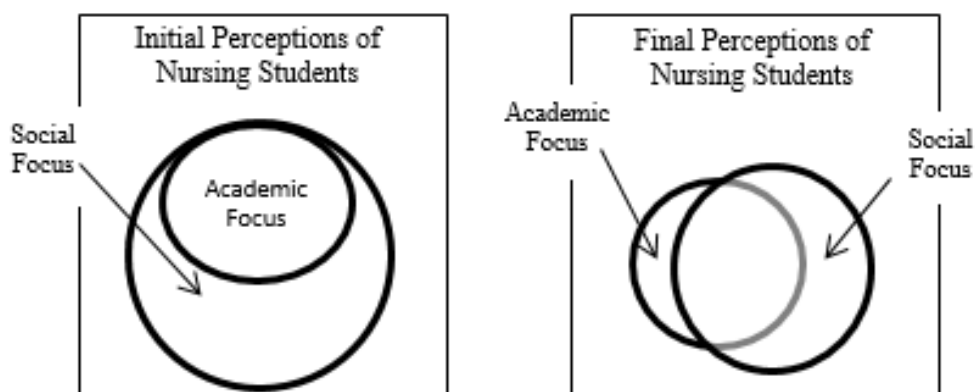 Initial Perceptions of
Nursing Students
Social
Focus
Academic
Focus
Final Perceptions of
Nursing Students
Academic
Focus
Social
Focus